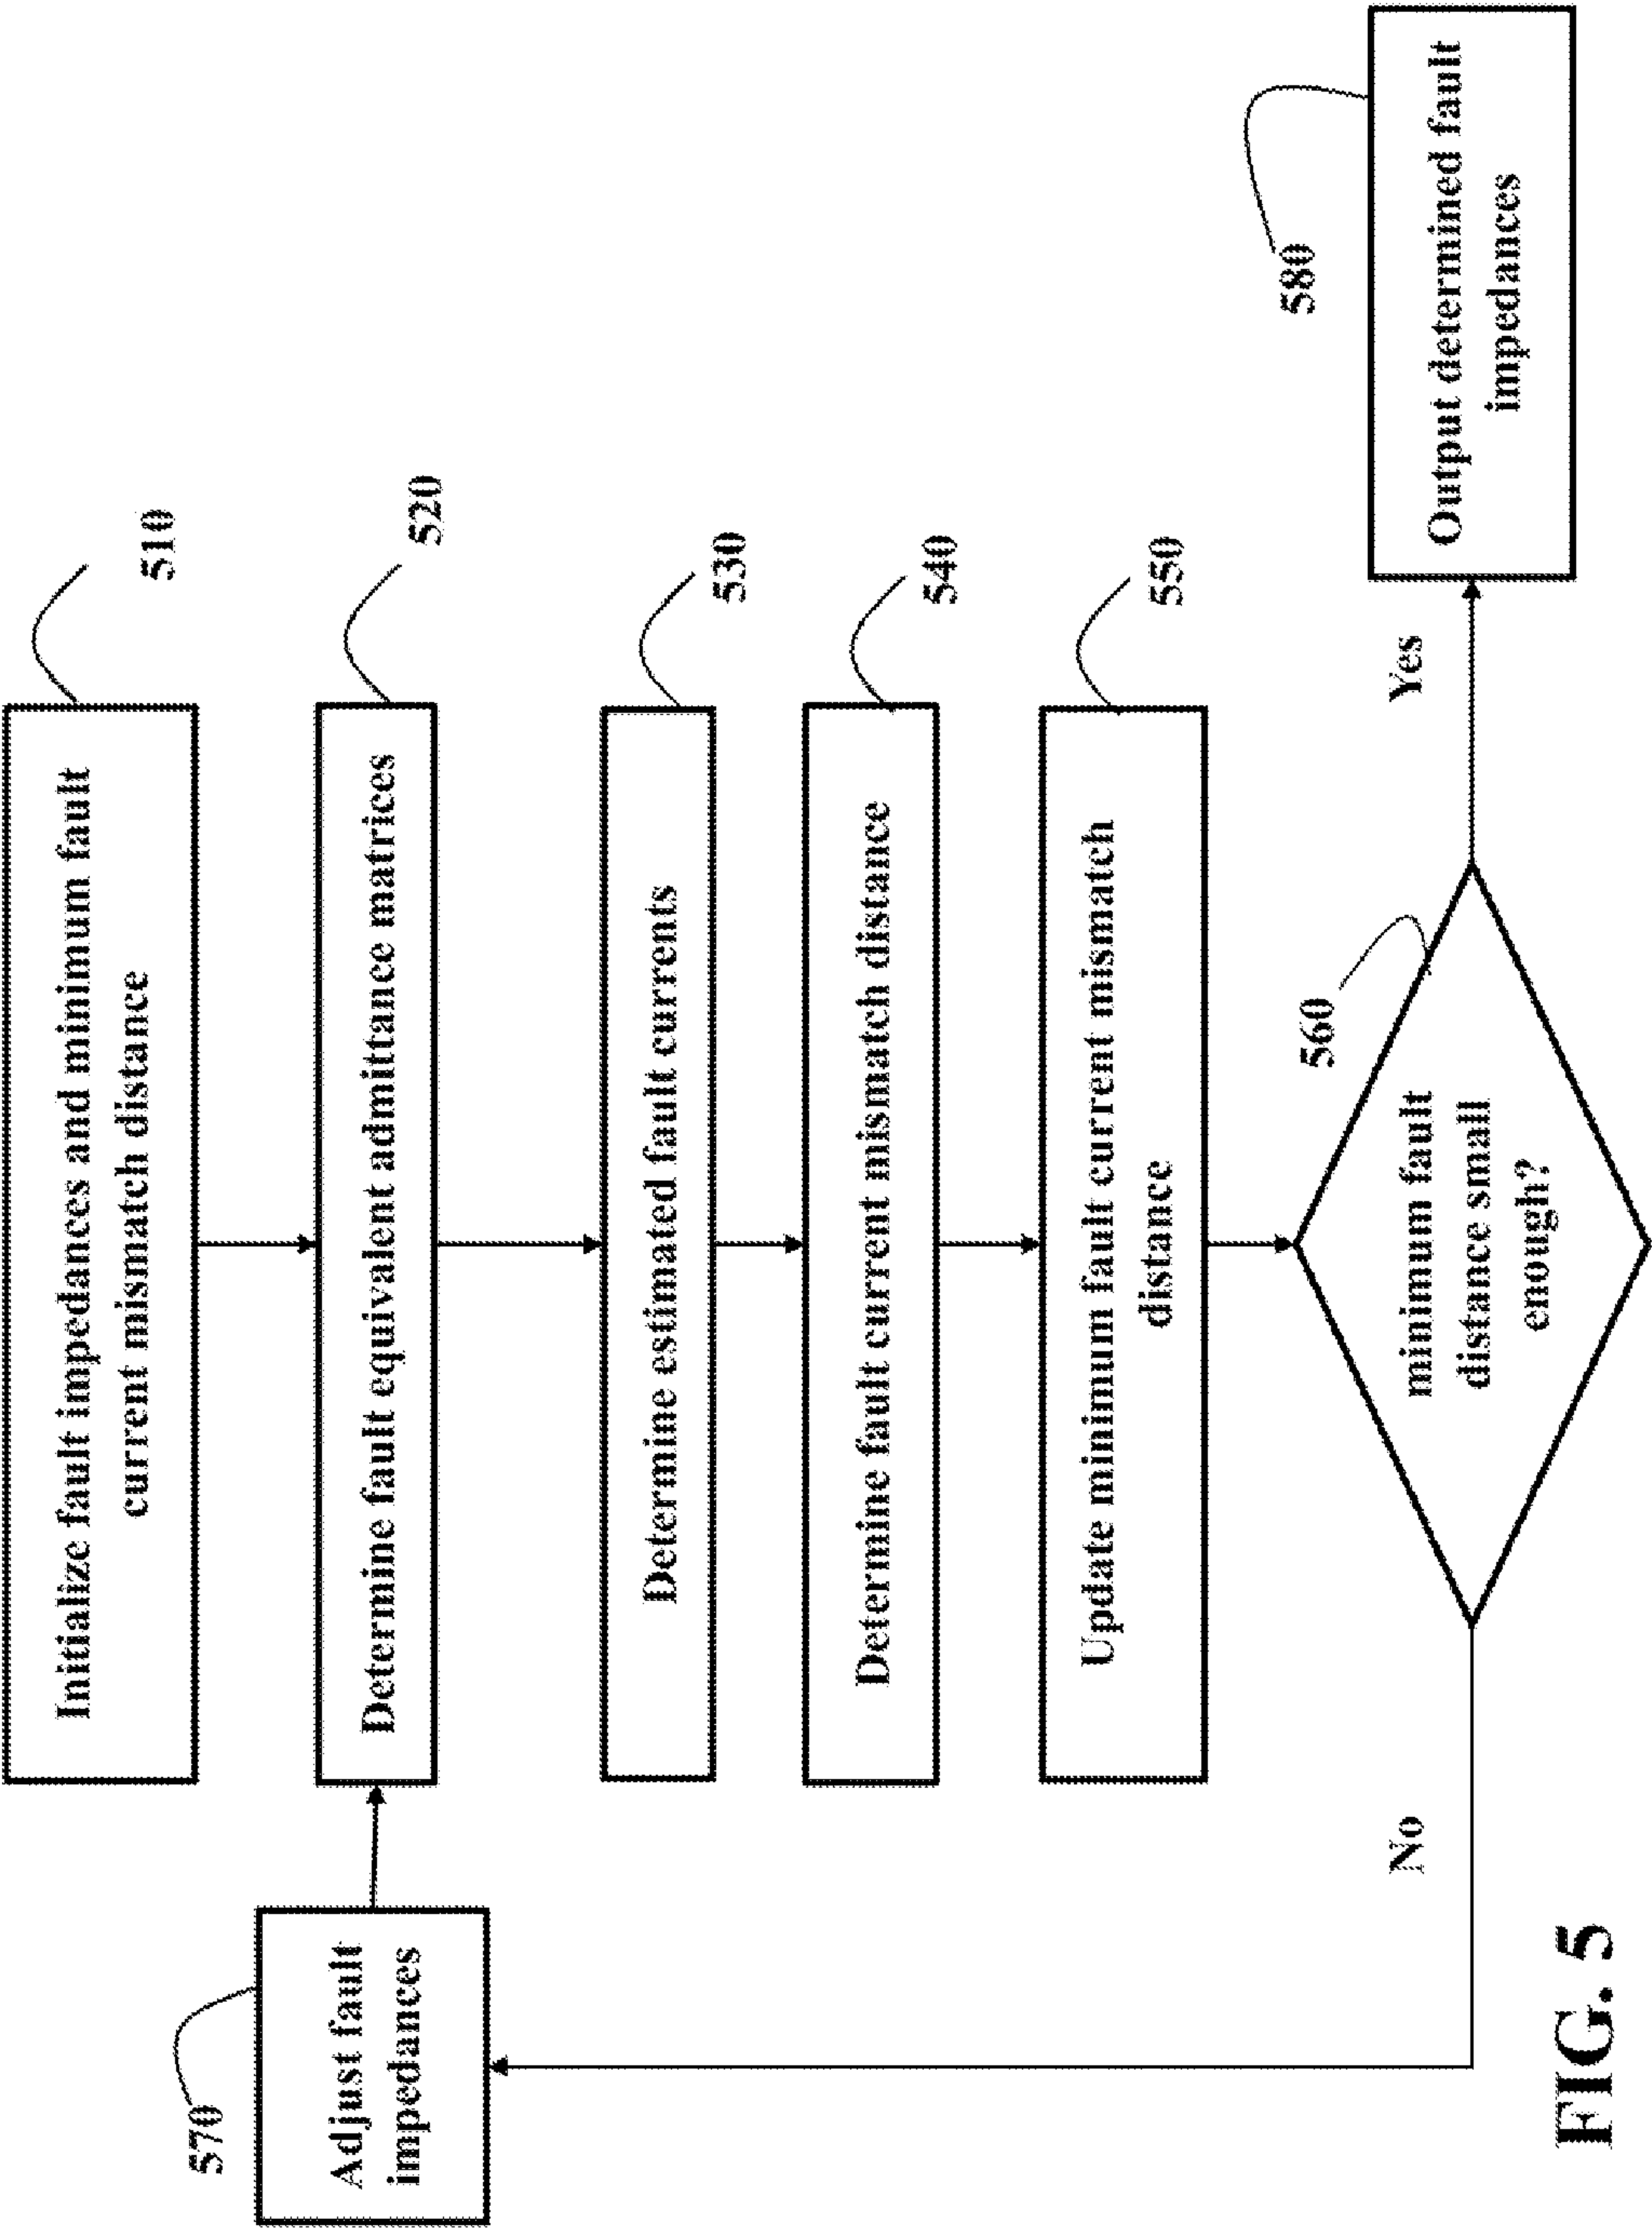 Initialize fault impedances and minimum fault
current mismatch distance
510
Determine fault equivalent admittance matrices
520
Determine estimated fault currents
530
Determine fault current mismatch distance
540
Update minimum fault current mismatch
distance
550
minimum fault
distance small
enough?
560
No
Yes
570
Adjust fault
impedances
580
Output determined fault
impedances
FIG. 5